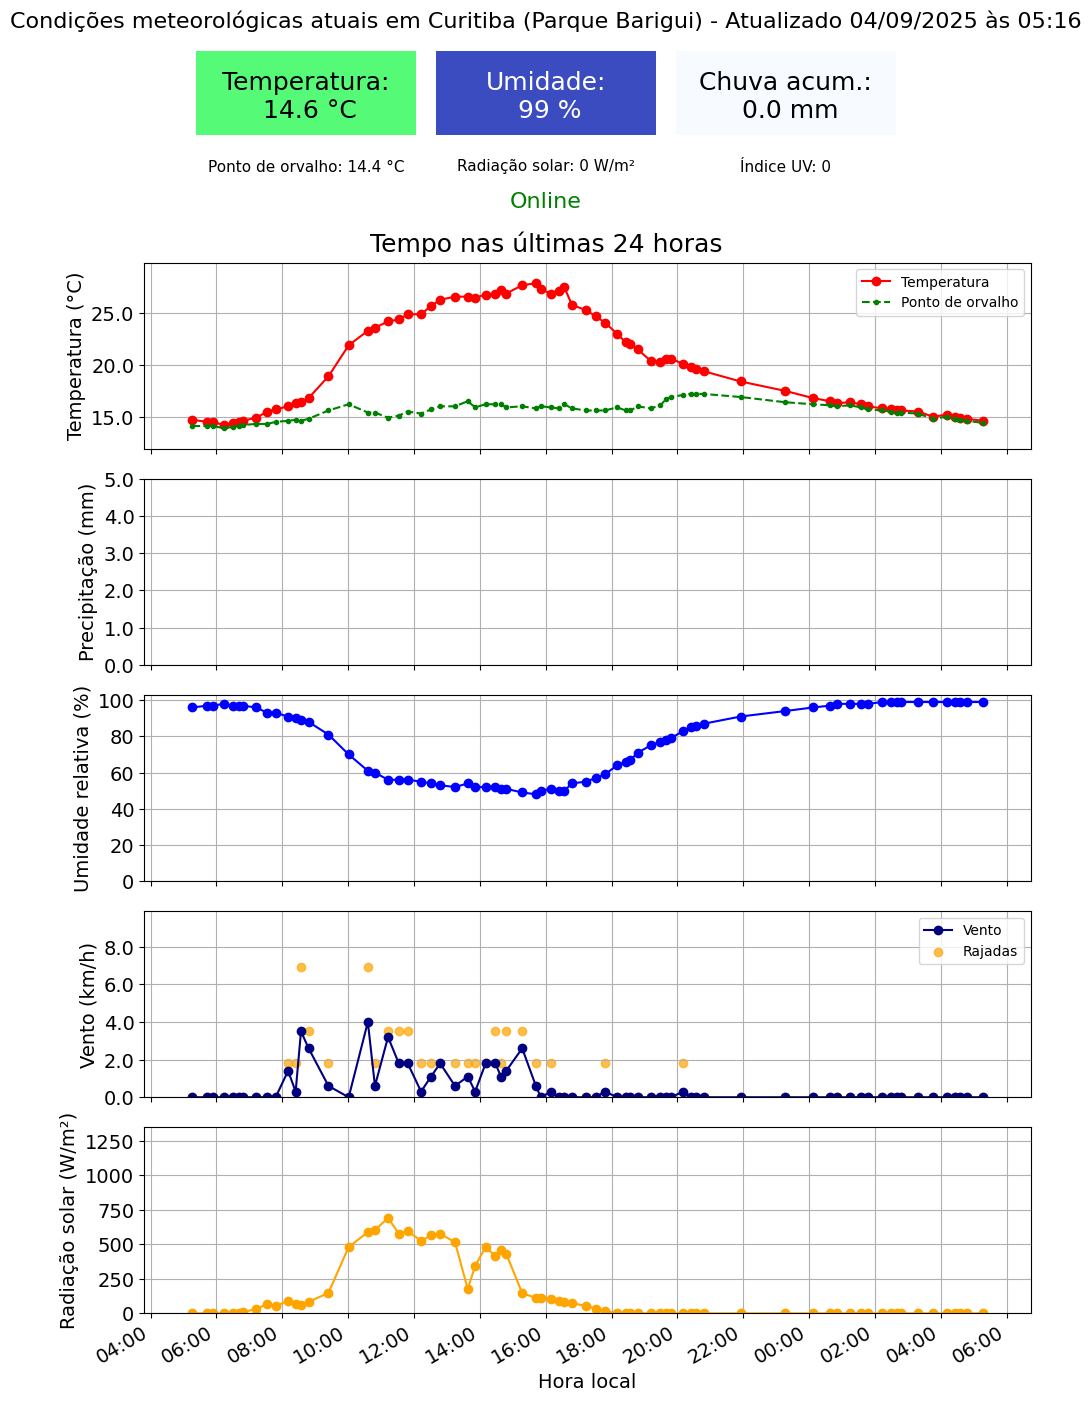 Condições meteorológicas atuais em Curitiba (Parque Barigui) - Atualizado 04/09/2025 às 05:16
Temperatura:
14.6 °C
Umidade:
99 %
Chuva acum.:
0.0 mm
Ponto de orvalho: 14.4 °C
Radiação solar: 0 W/m²
Índice UV: 0
Online
Tempo nas últimas 24 horas
Temperatura (°C)
25.0
20.0
15.0
Temperatura
Ponto de orvalho
Precipitação (mm)
5.0
4.0
3.0
2.0
1.0
0.0
Umidade relativa (%)
100
80
60
40
20
0
Vento (km/h)
8.0
6.0
4.0
2.0
0.0
Vento
Rajadas
Radiação solar (W/m²)
1250
1000
750
500
250
0
04:00
06:00
08:00
10:00
12:00
14:00
16:00
18:00
20:00
22:00
00:00
02:00
04:00
06:00
Hora local